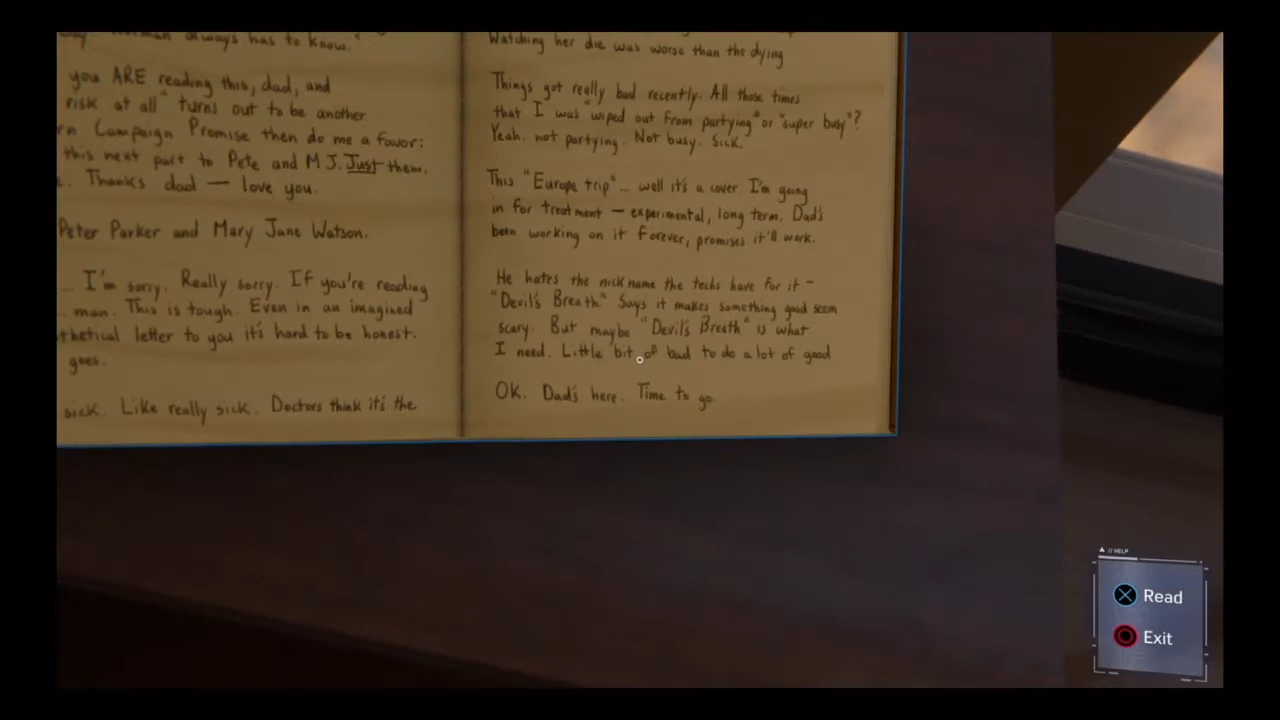 always has to know."
you ARE reading this, dad, and
risk at all" turns out to be another
rn Campaign Promise then do me a favor:
this next part to Pete and MJ. Just them.
e. Thanks dad — love you.
Peter Parker and Mary Jane Watson.
... I'm sorry. Really sorry. If you're reading
... man. This is tough. Even in an imagined
thetical letter to you it's hard to be honest.
goes.
sick. Like really sick. Doctors think it's the
Watching her die was worse than the dying
Things got really bad recently. All those times
that I was "wiped out from partying" or "super busy"?
Yeah. not partying. Not busy. Sick.
This "Europe trip"... well it's a cover I'm going
in for treatment — experimental, long term. Dad's
been working on it forever, promises it'll work.
He hates the nickname the techs have for it -
"Devil's Breath." Says it makes something good seem
scary. But maybe "Devil's Breath" is what
I need. Little bit of bad to do a lot of good
OK. Dad's here. Time to go.
// HELP
Read
Exit